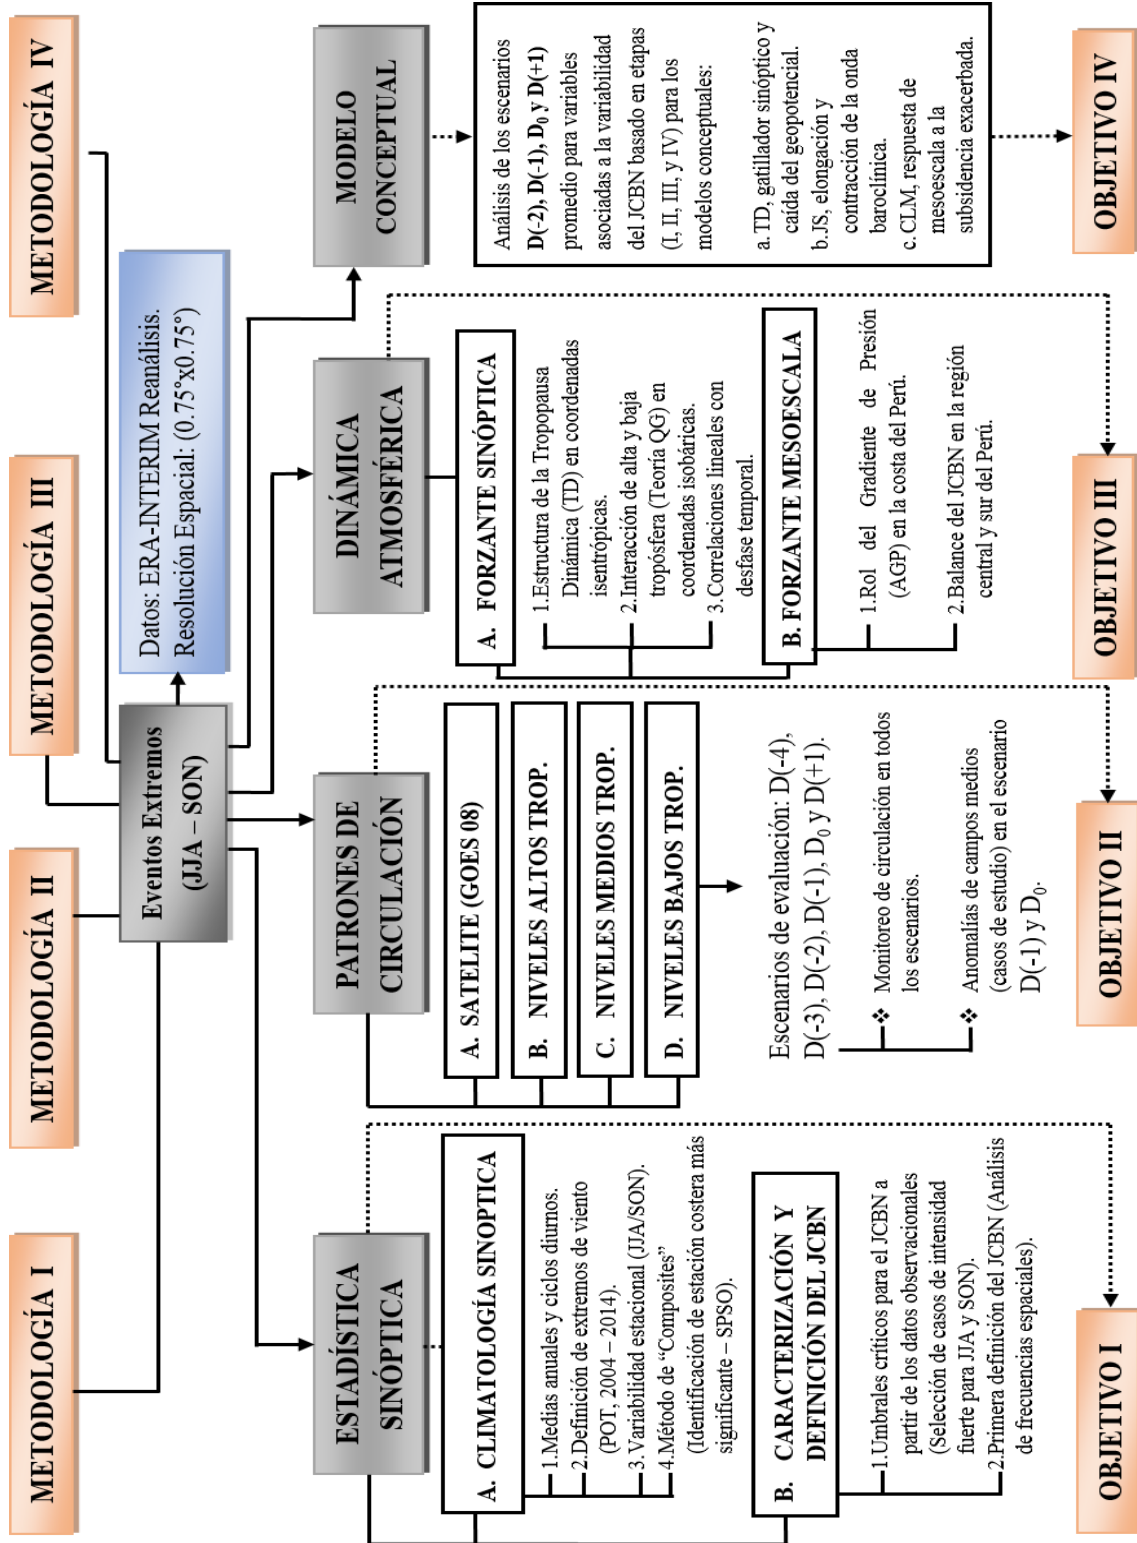 METODOLOGÍA I
METODOLOGÍA II
METODOLOGÍA III
METODOLOGÍA IV
Eventos Extremos
(JJA – SON)
Datos: ERA-INTERIM Reanálisis.
Resolución Espacial: (0.75°x0.75°)
ESTADÍSTICA
SINÓPTICA
A. CLIMATOLOGÍA SINOPTICA
1.Medias anuales y ciclos diurnos.
2.Definición de extremos de viento
(POT, 2004 – 2014).
3.Variabilidad estacional (JJA/SON).
4.Método de “Composites”
(Identificación de estación costera más
significante – SPSO).
B. CARACTERIZACIÓN Y
DEFINICIÓN DEL JCBN
1.Umbrales críticos para el JCBN a
partir de los datos observacionales
(Selección de casos de intensidad
fuerte para JJA y SON).
2.Primera definición del JCBN (Análisis
de frecuencias espaciales).
OBJETIVO I
PATRONES DE
CIRCULACIÓN
A. SATELITE (GOES 08)
B. NIVELES ALTOS TROP.
C. NIVELES MEDIOS TROP.
D. NIVELES BAJOS TROP.
Escenarios de evaluación: D(-4),
D(-3), D(-2), D(-1), D₀ y D(+1).
❖ Monitoreo de circulación en todos
los escenarios.
❖ Anomalías de campos medios
(casos de estudio) en el escenario
D(-1) y D₀.
OBJETIVO II
DINÁMICA
ATMOSFÉRICA
A. FORZANTE SINÓPTICA
1.Estructura de la Tropopausa
Dinámica (TD) en coordenadas
isentrópicas.
2.Interacción de alta y baja
tropósfera (Teoría QG) en
coordenadas isobáricas.
3.Correlaciones lineales con
desfase temporal.
B. FORZANTE MESOESCALA
1.Rol del Gradiente de Presión
(AGP) en la costa del Perú.
2.Balance del JCBN en la región
central y sur del Perú.
OBJETIVO III
MODELO
CONCEPTUAL
Análisis de los escenarios
D(-2), D(-1), D₀ y D(+1)
promedio para variables
asociadas a la variabilidad
del JCBN basado en etapas
(I, II, III, y IV) para los
modelos conceptuales:
a. TD, gatillador sinóptico y
caída del geopotencial.
b.JS, elongación y
contracción de la onda
baroclínica.
c. CLM, respuesta de
mesoescala a la
subsidencia exacerbada.
OBJETIVO IV